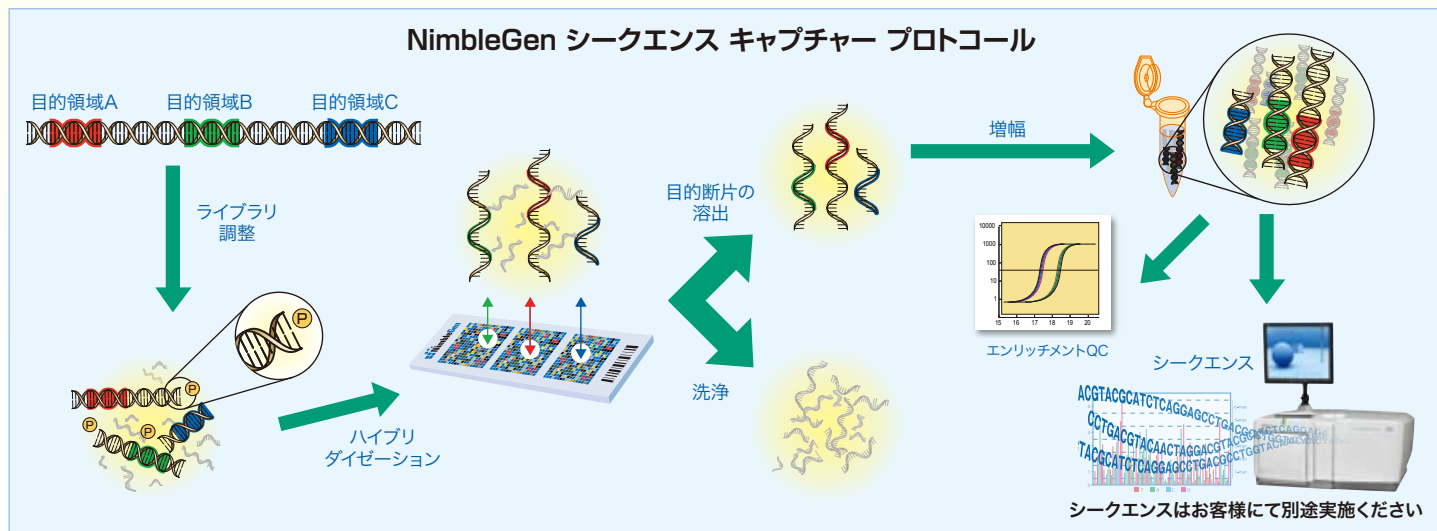 NimbleGen シークエンス キャプチャー プロトコール
目的領域A
目的領域B
目的領域C
ライブラリ
調整
P
P
P
P
ハイブリ
ダイゼーション
NimbleGen
目的断片の
溶出
洗浄
増幅
10000
1000
100
10
1
15 16 17 18 19 20
エンリッチメントQC
シークエンス
ACGTACGCATCTCAGGAGCCTGACG
CCTGACGTACAACTAGGACGTACGG
TACGCATCTCAGGAGCCTGACGCCTGGTAC
T A C G
シークエンスはお客様にて別途実施ください